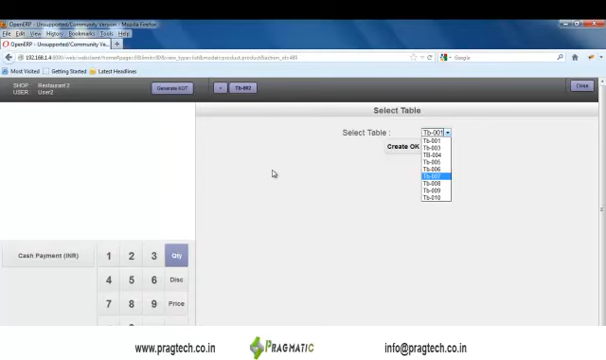 OpenERP - Unsupported/Community Version - Mozilla Firefox
File Edit View History Bookmarks Tools Help
OpenERP - Unsupported/Community Va... +
Google
Most Visited Getting Started Latest Headlines
SHOP: Restaurant 2
USER: User2
Generate KOT
Tb-002
Close
Select Table
Select Table :
Tb-001
Create OK
Tb-001
Tb-003
TB-004
Tb-005
Tb-006
Tb-007
Tb-008
Tb-009
Tb-010
Cash Payment (INR)
1 2 3 Qty
4 5 6 Disc
7 8 9 Price
www.pragtech.co.in PRAGMATIC info@pragtech.co.in